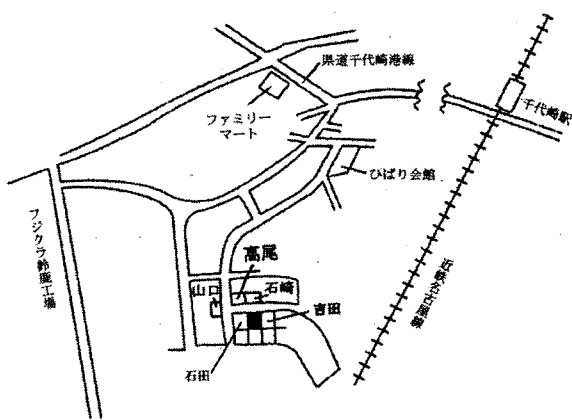 県道千代崎港線
千代崎駅
ファミリー
マート
ひばり会館
フジクラ鈴鹿工場
近鉄名古屋線
高尾
山口
石崎
吉田
石田